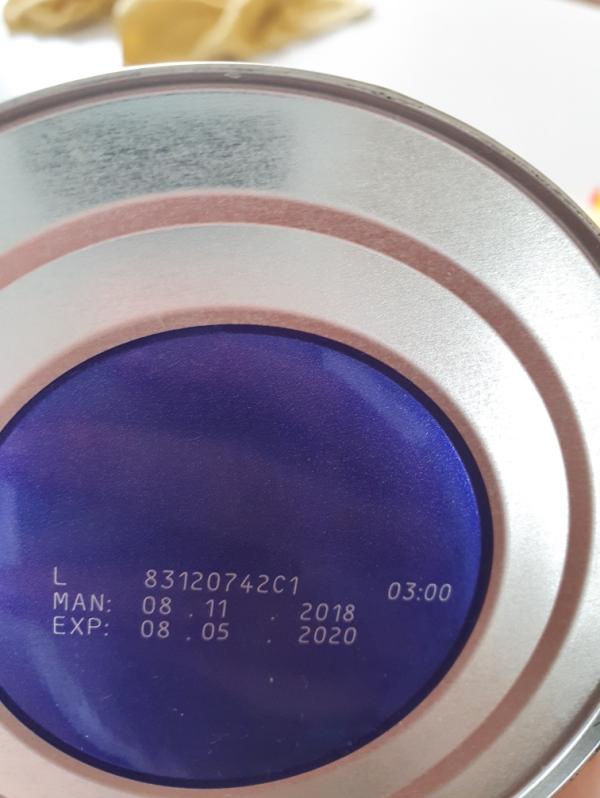 L 83120742C1 03:00
MAN: 08 . 11 . 2018
EXP: 08 . 05 . 2020